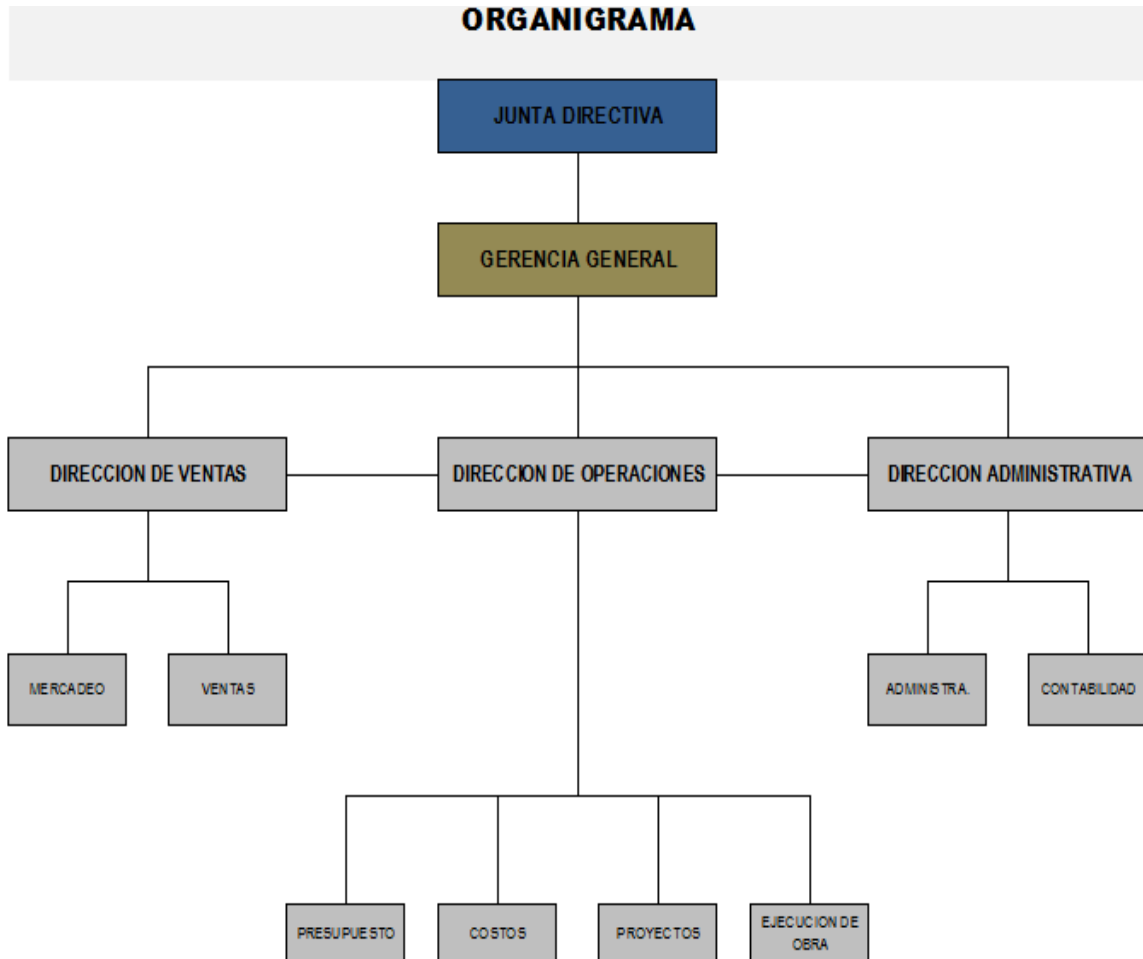 ORGANIGRAMA
JUNTA DIRECTIVA
GERENCIA GENERAL
DIRECCION DE VENTAS
DIRECCION DE OPERACIONES
DIRECCION ADMINISTRATIVA
MERCADEO
VENTAS
ADMINISTRA.
CONTABILIDAD
PRESUPUESTO
COSTOS
PROYECTOS
EJECUCION DE
OBRA